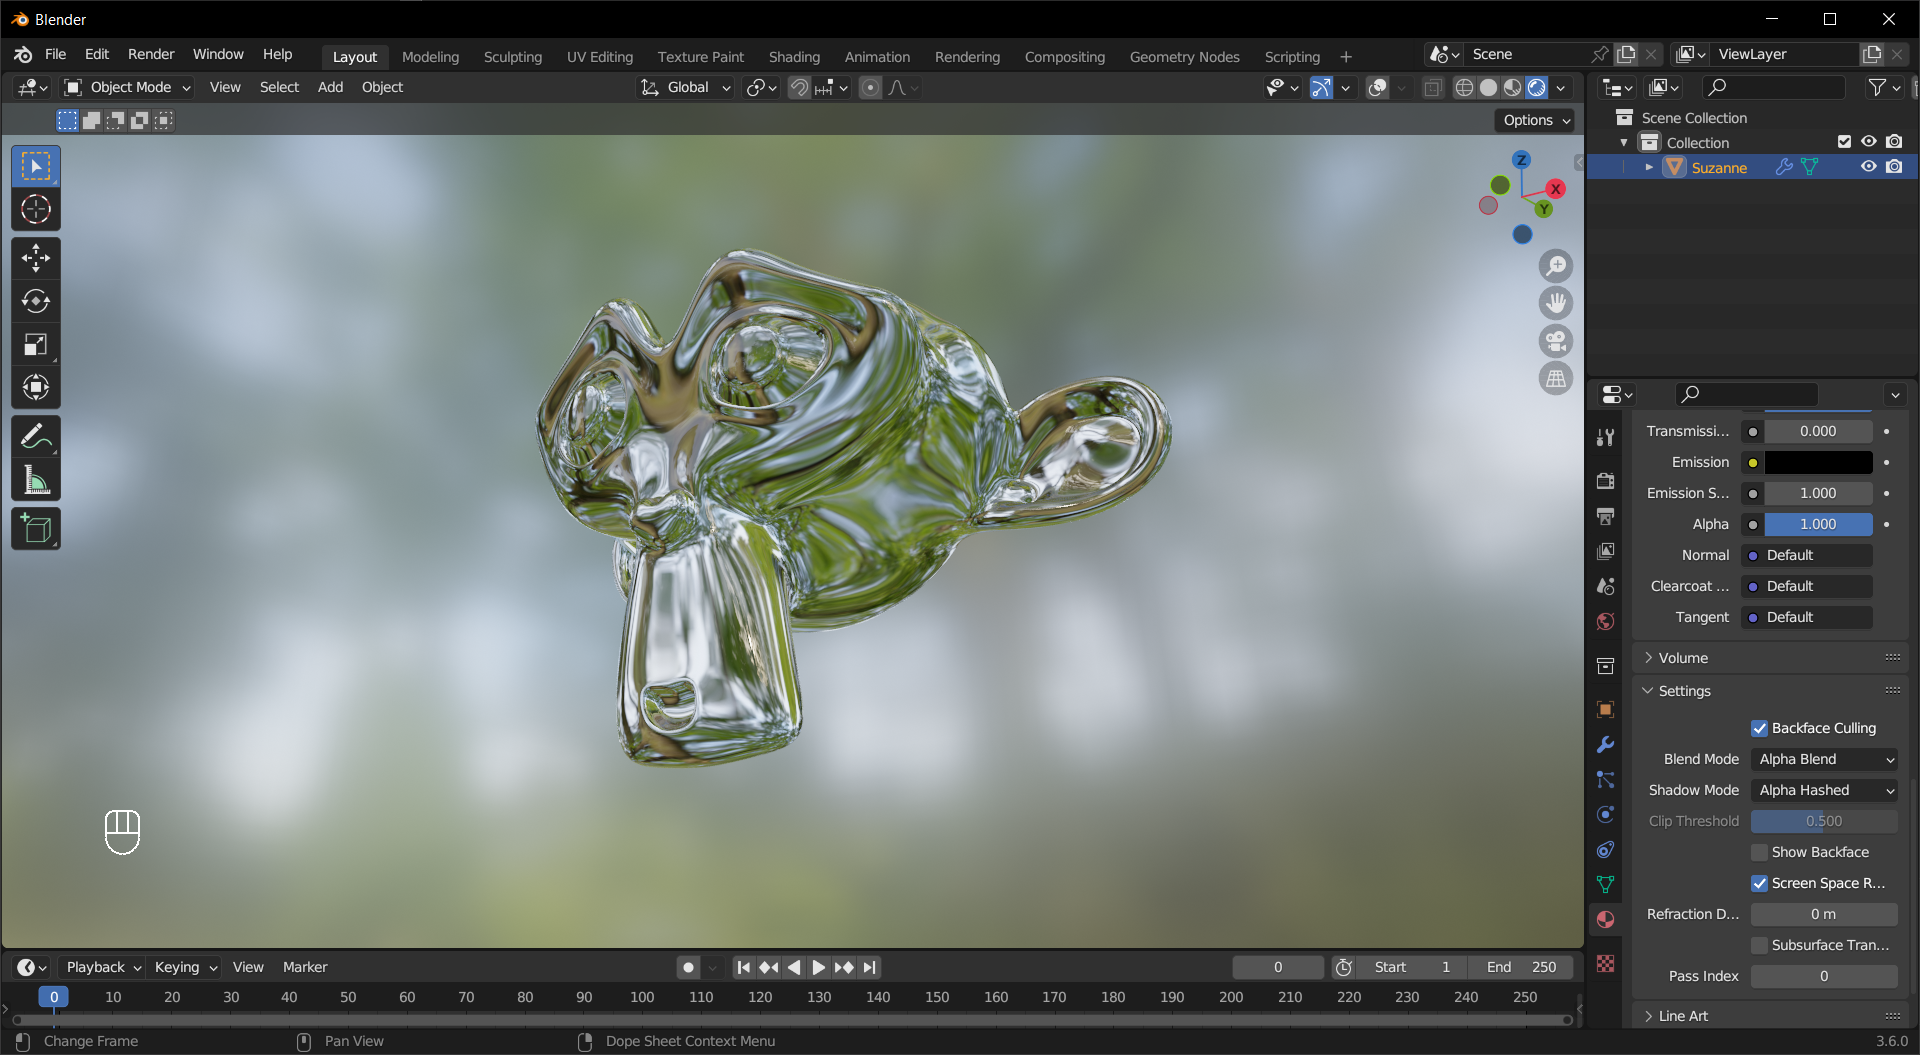 Blender
File Edit Render Window Help Layout Modeling Sculpting UV Editing Texture Paint Shading Animation Rendering Compositing Geometry Nodes Scripting + Scene ViewLayer
Object Mode View Select Add Object Global
Options
Z
X
Y
Scene Collection
Collection
Suzanne
Transmissi... 0.000
Emission
Emission S... 1.000
Alpha 1.000
Normal Default
Clearcoat ... Default
Tangent Default
Volume
Settings
Backface Culling
Blend Mode Alpha Blend
Shadow Mode Alpha Hashed
Clip Threshold 0.500
Show Backface
Screen Space R...
Refraction D... 0 m
Subsurface Tran...
Pass Index 0
Line Art
Playback Keying View Marker 0 Start 1 End 250
0 10 20 30 40 50 60 70 80 90 100 110 120 130 140 150 160 170 180 190 200 210 220 230 240 250
Change Frame Pan View Dope Sheet Context Menu 3.6.0